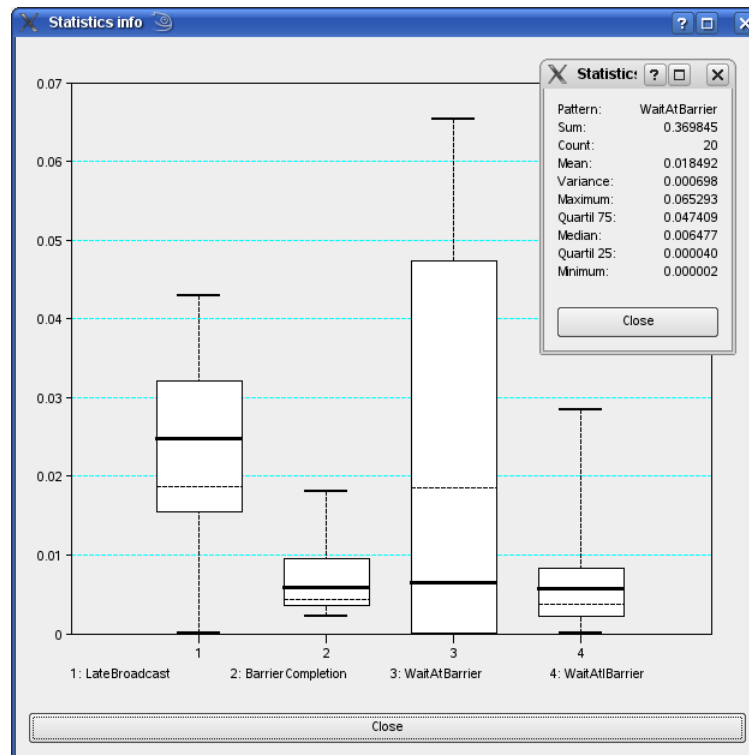 Statistics info
0.07
0.06
0.05
0.04
0.03
0.02
0.01
0
1 2 3 4
1: LateBroadcast 2: BarrierCompletion 3: WaitAtBarrier 4: WaitAtIBarrier
Close
Statistics
Pattern: WaitAtBarrier
Sum: 0.369845
Count: 20
Mean: 0.018492
Variance: 0.000698
Maximum: 0.065293
Quartil 75: 0.047409
Median: 0.006477
Quartil 25: 0.000040
Minimum: 0.000002
Close